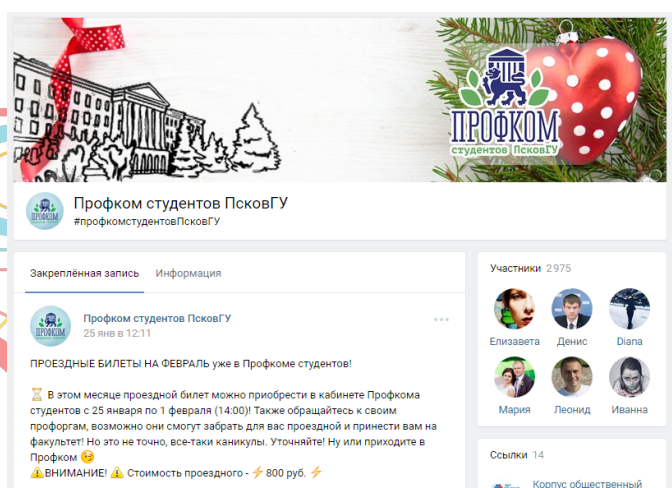 ПРОФКОМ
студентов ПсковГУ
ПРОФКОМ
Профком студентов ПсковГУ
#профкомстудентовПсковГУ
Закреплённая запись Информация
ПРОФКОМ
Профком студентов ПсковГУ
25 янв в 12:11
ПРОЕЗДНЫЕ БИЛЕТЫ НА ФЕВРАЛЬ уже в Профкоме студентов!
⏳ В этом месяце проездной билет можно приобрести в кабинете Профкома
студентов с 25 января по 1 февраля (14:00)! Также обращайтесь к своим
профоргам, возможно они смогут забрать для вас проездной и принести вам на
факультет! Но это не точно, все-таки каникулы. Уточняйте! Ну или приходите в
Профком 😉
⚠ВНИМАНИЕ! ⚠ Стоимость проездного - ⚡ 800 руб. ⚡
Участники 2975
Елизавета Денис Diana
Мария Леонид Иванна
Ссылки 14
Корпус общественный